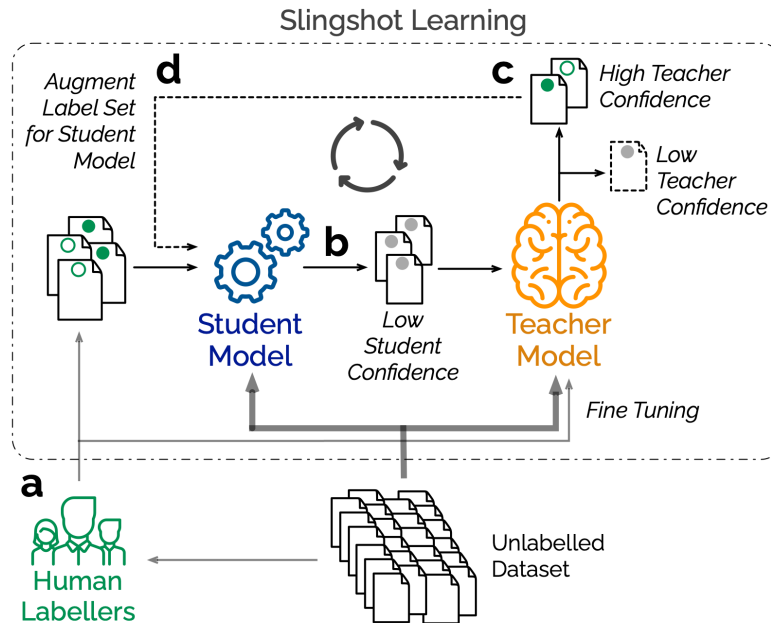 Slingshot Learning
d
c
Augment
Label Set
for Student
Model
High Teacher
Confidence
Low
Teacher
Confidence
b
Student
Model
Low
Student
Confidence
Teacher
Model
Fine Tuning
a
Human
Labellers
Unlabelled
Dataset